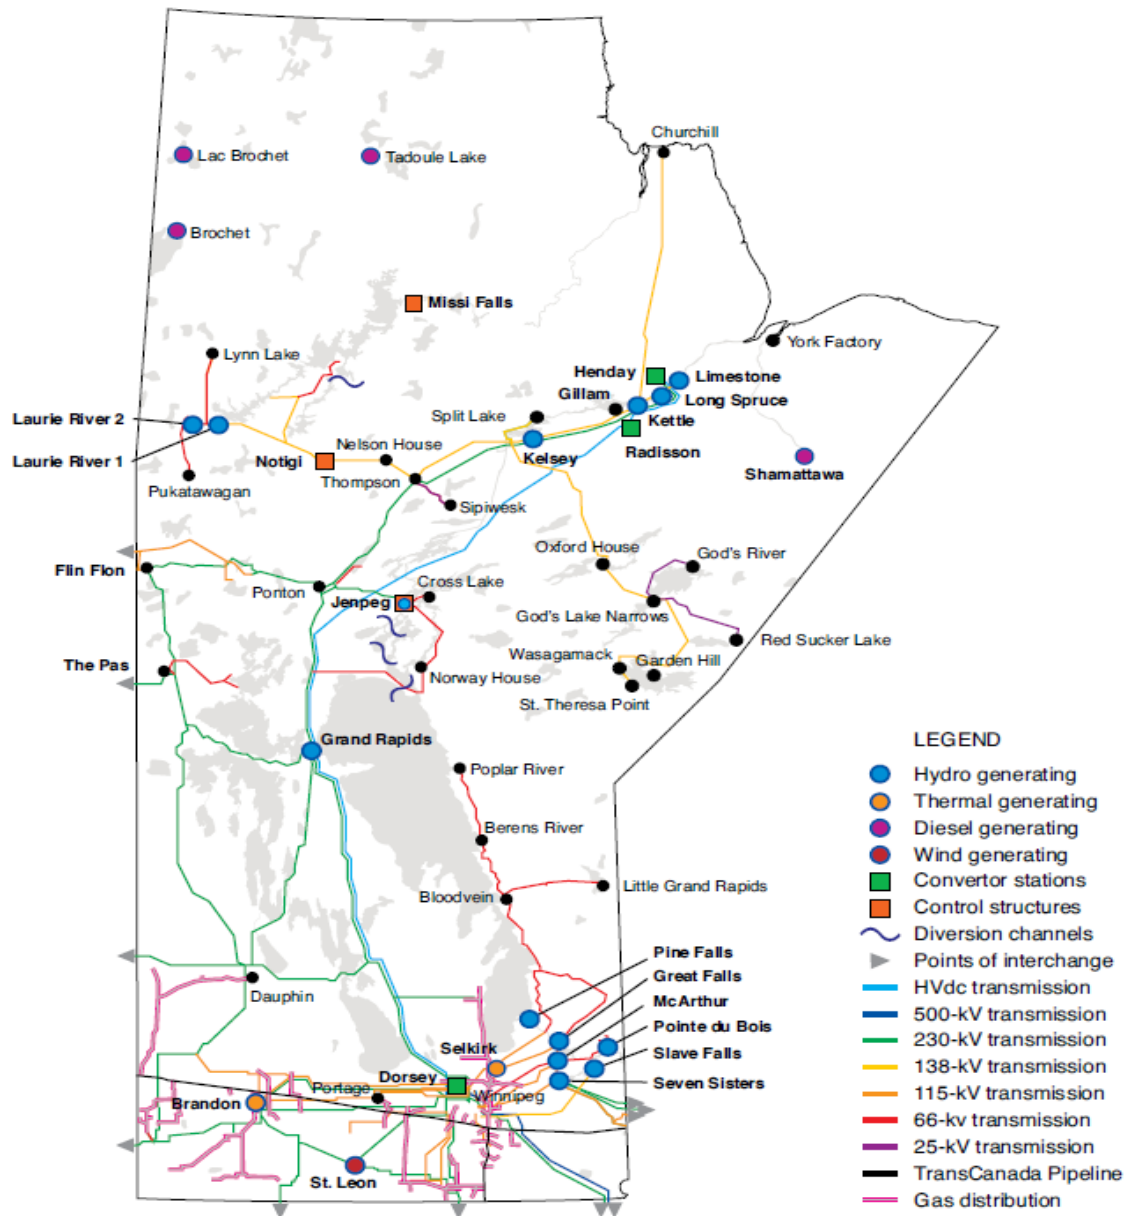 Churchill
Lac Brochet
Tadoule Lake
Brochet
Missi Falls
York Factory
Lynn Lake
Henday
Limestone
Gillam
Long Spruce
Laurie River 2
Split Lake
Kettle
Nelson House
Kelsey
Radisson
Laurie River 1
Notigi
Thompson
Shamattawa
Pukatawagan
Sipiwesk
Oxford House
God's River
Flin Flon
Cross Lake
Ponton
Jenpeg
God's Lake Narrows
Red Sucker Lake
Wasagamack
Garden Hill
The Pas
Norway House
St. Theresa Point
Grand Rapids
Poplar River
Berens River
Little Grand Rapids
Bloodvein
Pine Falls
Great Falls
Dauphin
McArthur
Pointe du Bois
Selkirk
Slave Falls
Dorsey
Seven Sisters
Portage
Winnipeg
Brandon
St. Leon
LEGEND
Hydro generating
Thermal generating
Diesel generating
Wind generating
Convertor stations
Control structures
Diversion channels
Points of interchange
HVdc transmission
500-kV transmission
230-kV transmission
138-kV transmission
115-kV transmission
66-kv transmission
25-kV transmission
TransCanada Pipeline
Gas distribution